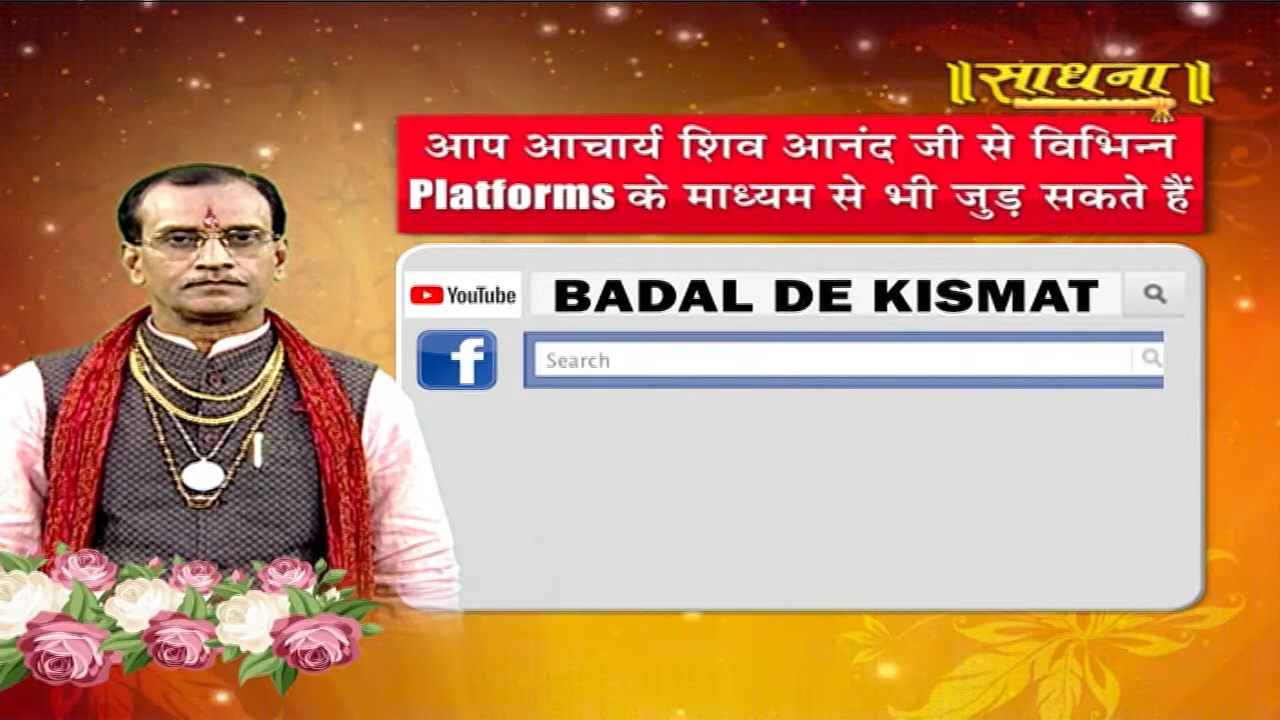 ॥साधना॥
आप आचार्य शिव आनंद जी से विभिन्न
Platforms के माध्यम से भी जुड़ सकते हैं
YouTube BADAL DE KISMAT
f Search